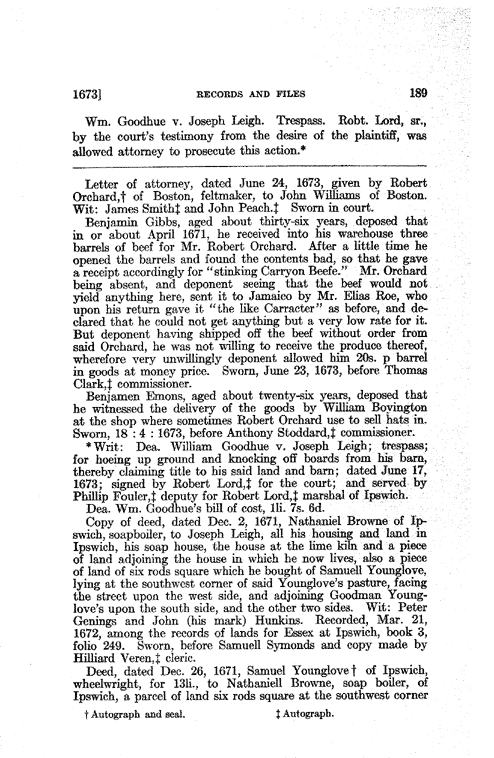 1673] RECORDS AND FILES 189
Wm. Goodhue v. Joseph Leigh. Trespass. Robt. Lord, sr.,
by the court's testimony from the desire of the plaintiff, was
allowed attorney to prosecute this action.*
Letter of attorney, dated June 24, 1673, given by Robert
Orchard,† of Boston, feltmaker, to John Williams of Boston.
Wit: James Smith‡ and John Peach.‡ Sworn in court.
Benjamin Gibbs, aged about thirty-six years, deposed that
in or about April 1671, he received into his warehouse three
barrels of beef for Mr. Robert Orchard. After a little time he
opened the barrels and found the contents bad, so that he gave
a receipt accordingly for "stinking Carryon Beefe." Mr. Orchard
being absent, and deponent seeing that the beef would not
yield anything here, sent it to Jamaico by Mr. Elias Roe, who
upon his return gave it "the like Carracter" as before, and de-
clared that he could not get anything but a very low rate for it.
But deponent having shipped off the beef without order from
said Orchard, he was not willing to receive the produce thereof,
wherefore very unwillingly deponent allowed him 20s. p barrel
in goods at money price. Sworn, June 23, 1673, before Thomas
Clark,‡ commissioner.
Benjamen Emons, aged about twenty-six years, deposed that
he witnessed the delivery of the goods by William Boyington
at the shop where sometimes Robert Orchard use to sell hats in.
Sworn, 18 : 4 : 1673, before Anthony Stoddard,‡ commissioner.
*Writ: Dea. William Goodhue v. Joseph Leigh; trespass;
for hoeing up ground and knocking off boards from his barn,
thereby claiming title to his said land and barn; dated June 17,
1673; signed by Robert Lord,‡ for the court; and served by
Phillip Fouler,‡ deputy for Robert Lord,‡ marshal of Ipswich.
Dea. Wm. Goodhue's bill of cost, 1li. 7s. 6d.
Copy of deed, dated Dec. 2, 1671, Nathaniel Browne of Ip-
swich, soapboiler, to Joseph Leigh, all his housing and land in
Ipswich, his soap house, the house at the lime kiln and a piece
of land adjoining the house in which he now lives, also a piece
of land of six rods square which he bought of Samuell Younglove,
lying at the southwest corner of said Younglove's pasture, facing
the street upon the west side, and adjoining Goodman Young-
love's upon the south side, and the other two sides. Wit: Peter
Genings and John (his mark) Hunkins. Recorded, Mar. 21,
1672, among the records of lands for Essex at Ipswich, book 3,
folio 249. Sworn, before Samuell Symonds and copy made by
Hilliard Veren,‡ cleric.
Deed, dated Dec. 26, 1671, Samuel Younglove† of Ipswich,
wheelwright, for 13li., to Nathaniell Browne, soap boiler, of
Ipswich, a parcel of land six rods square at the southwest corner
† Autograph and seal. ‡ Autograph.